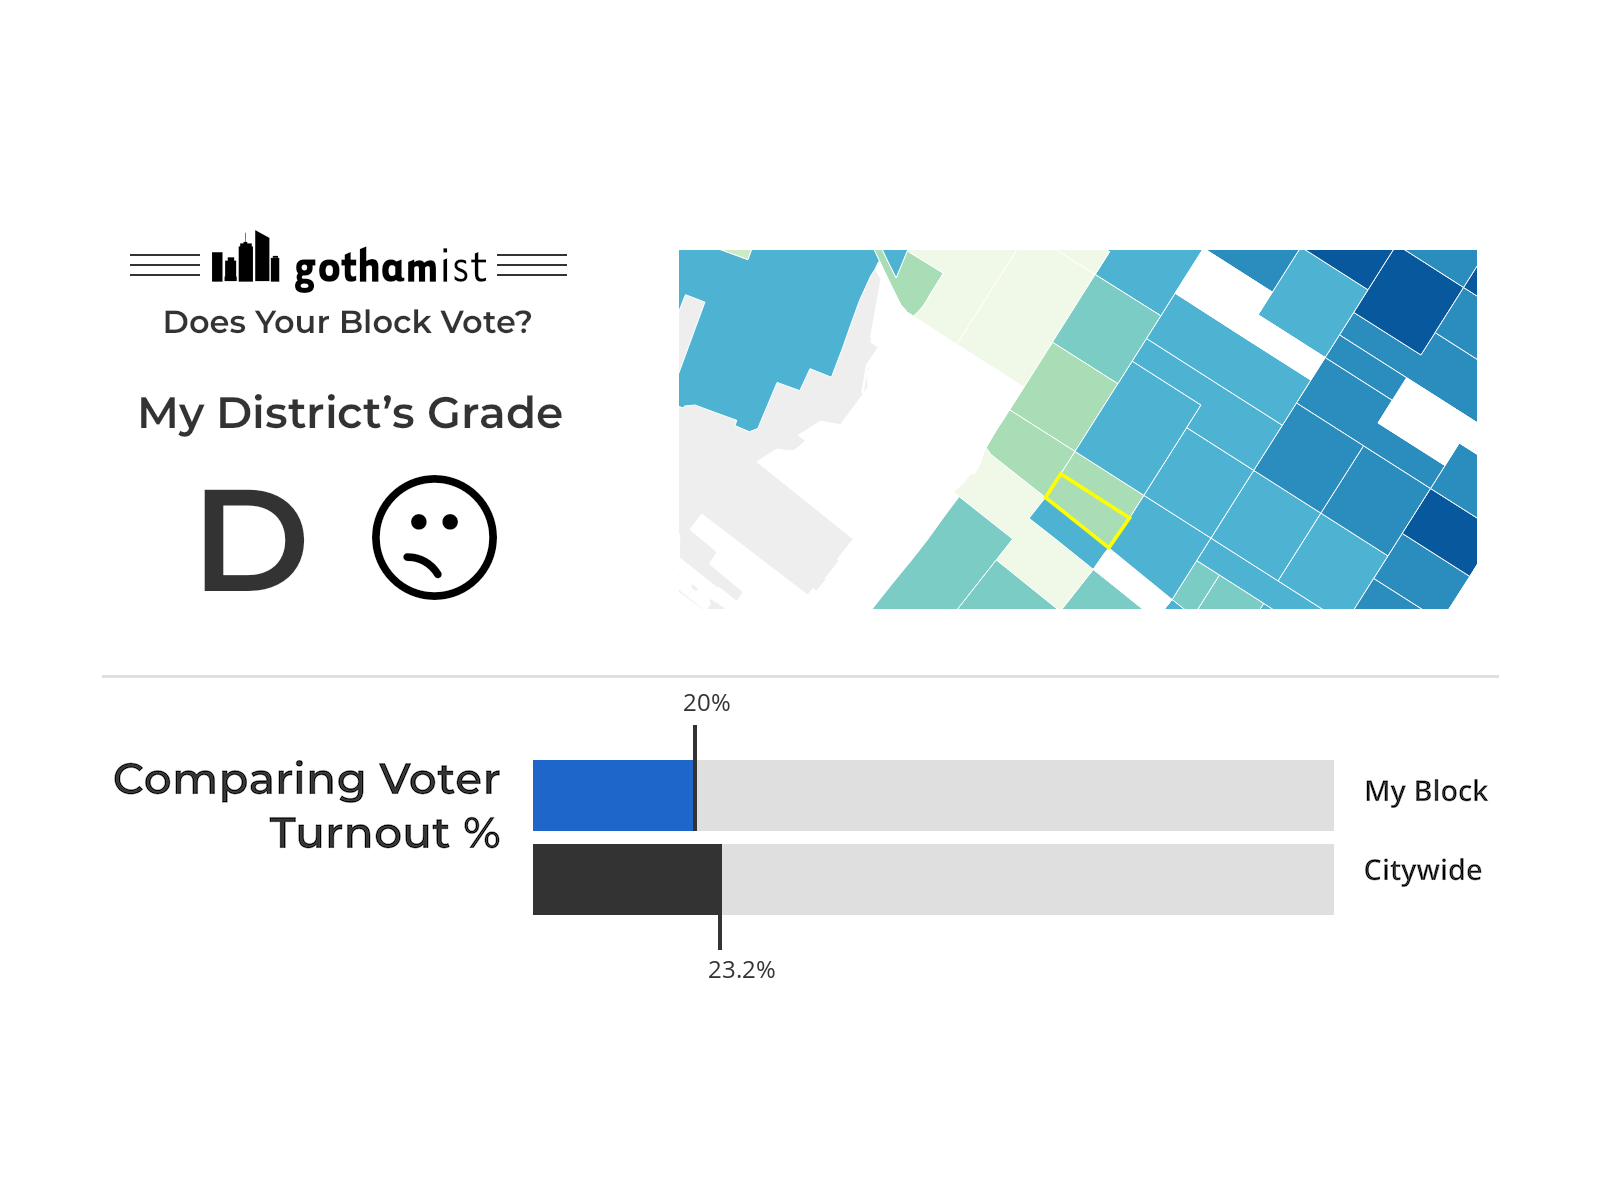 gothamist
Does Your Block Vote?
My District’s Grade
D
20%
Comparing Voter
Turnout %
My Block
Citywide
23.2%